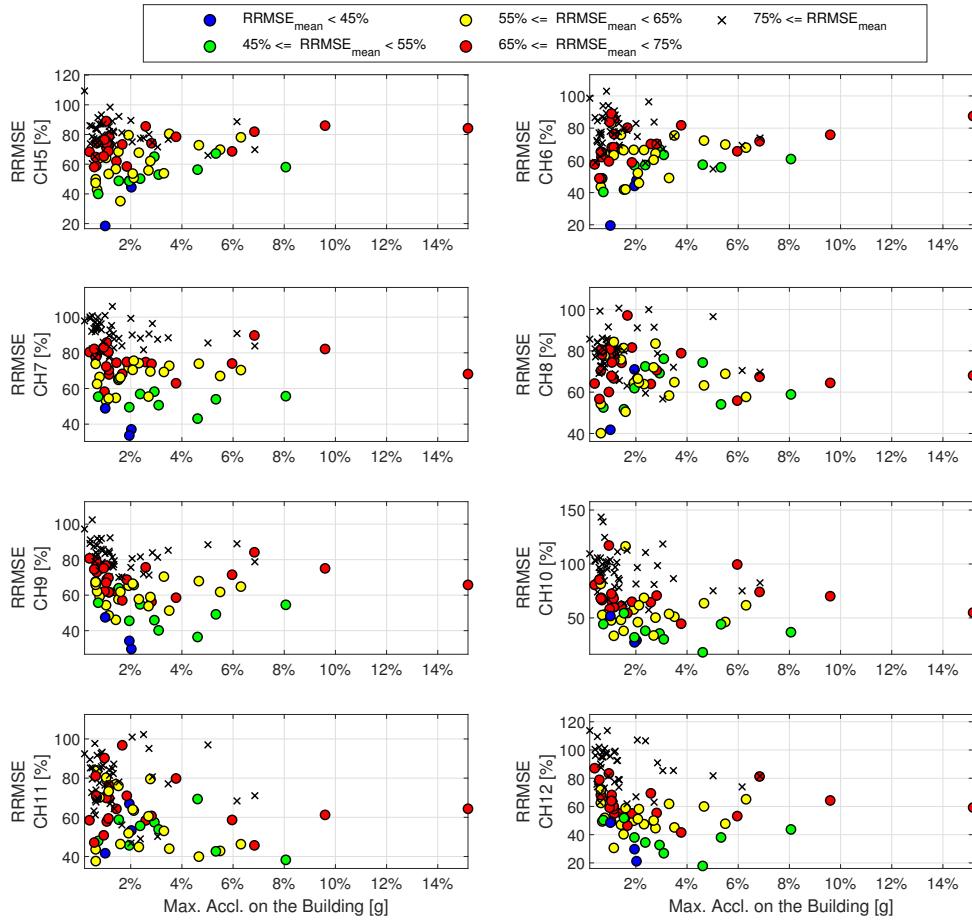 RRMSE_mean < 45%
55% <= RRMSE_mean < 65%
75% <= RRMSE_mean
45% <= RRMSE_mean < 55%
65% <= RRMSE_mean < 75%
RRMSE
CH5 [%]
120
100
80
60
40
20
2% 4% 6% 8% 10% 12% 14%
RRMSE
CH6 [%]
100
80
60
40
20
2% 4% 6% 8% 10% 12% 14%
RRMSE
CH7 [%]
100
80
60
40
2% 4% 6% 8% 10% 12% 14%
RRMSE
CH8 [%]
100
80
60
40
2% 4% 6% 8% 10% 12% 14%
RRMSE
CH9 [%]
100
80
60
40
2% 4% 6% 8% 10% 12% 14%
RRMSE
CH10 [%]
150
100
50
0
2% 4% 6% 8% 10% 12% 14%
RRMSE
CH11 [%]
100
80
60
40
2% 4% 6% 8% 10% 12% 14%
Max. Accl. on the Building [g]
RRMSE
CH12 [%]
120
100
80
60
40
20
2% 4% 6% 8% 10% 12% 14%
Max. Accl. on the Building [g]